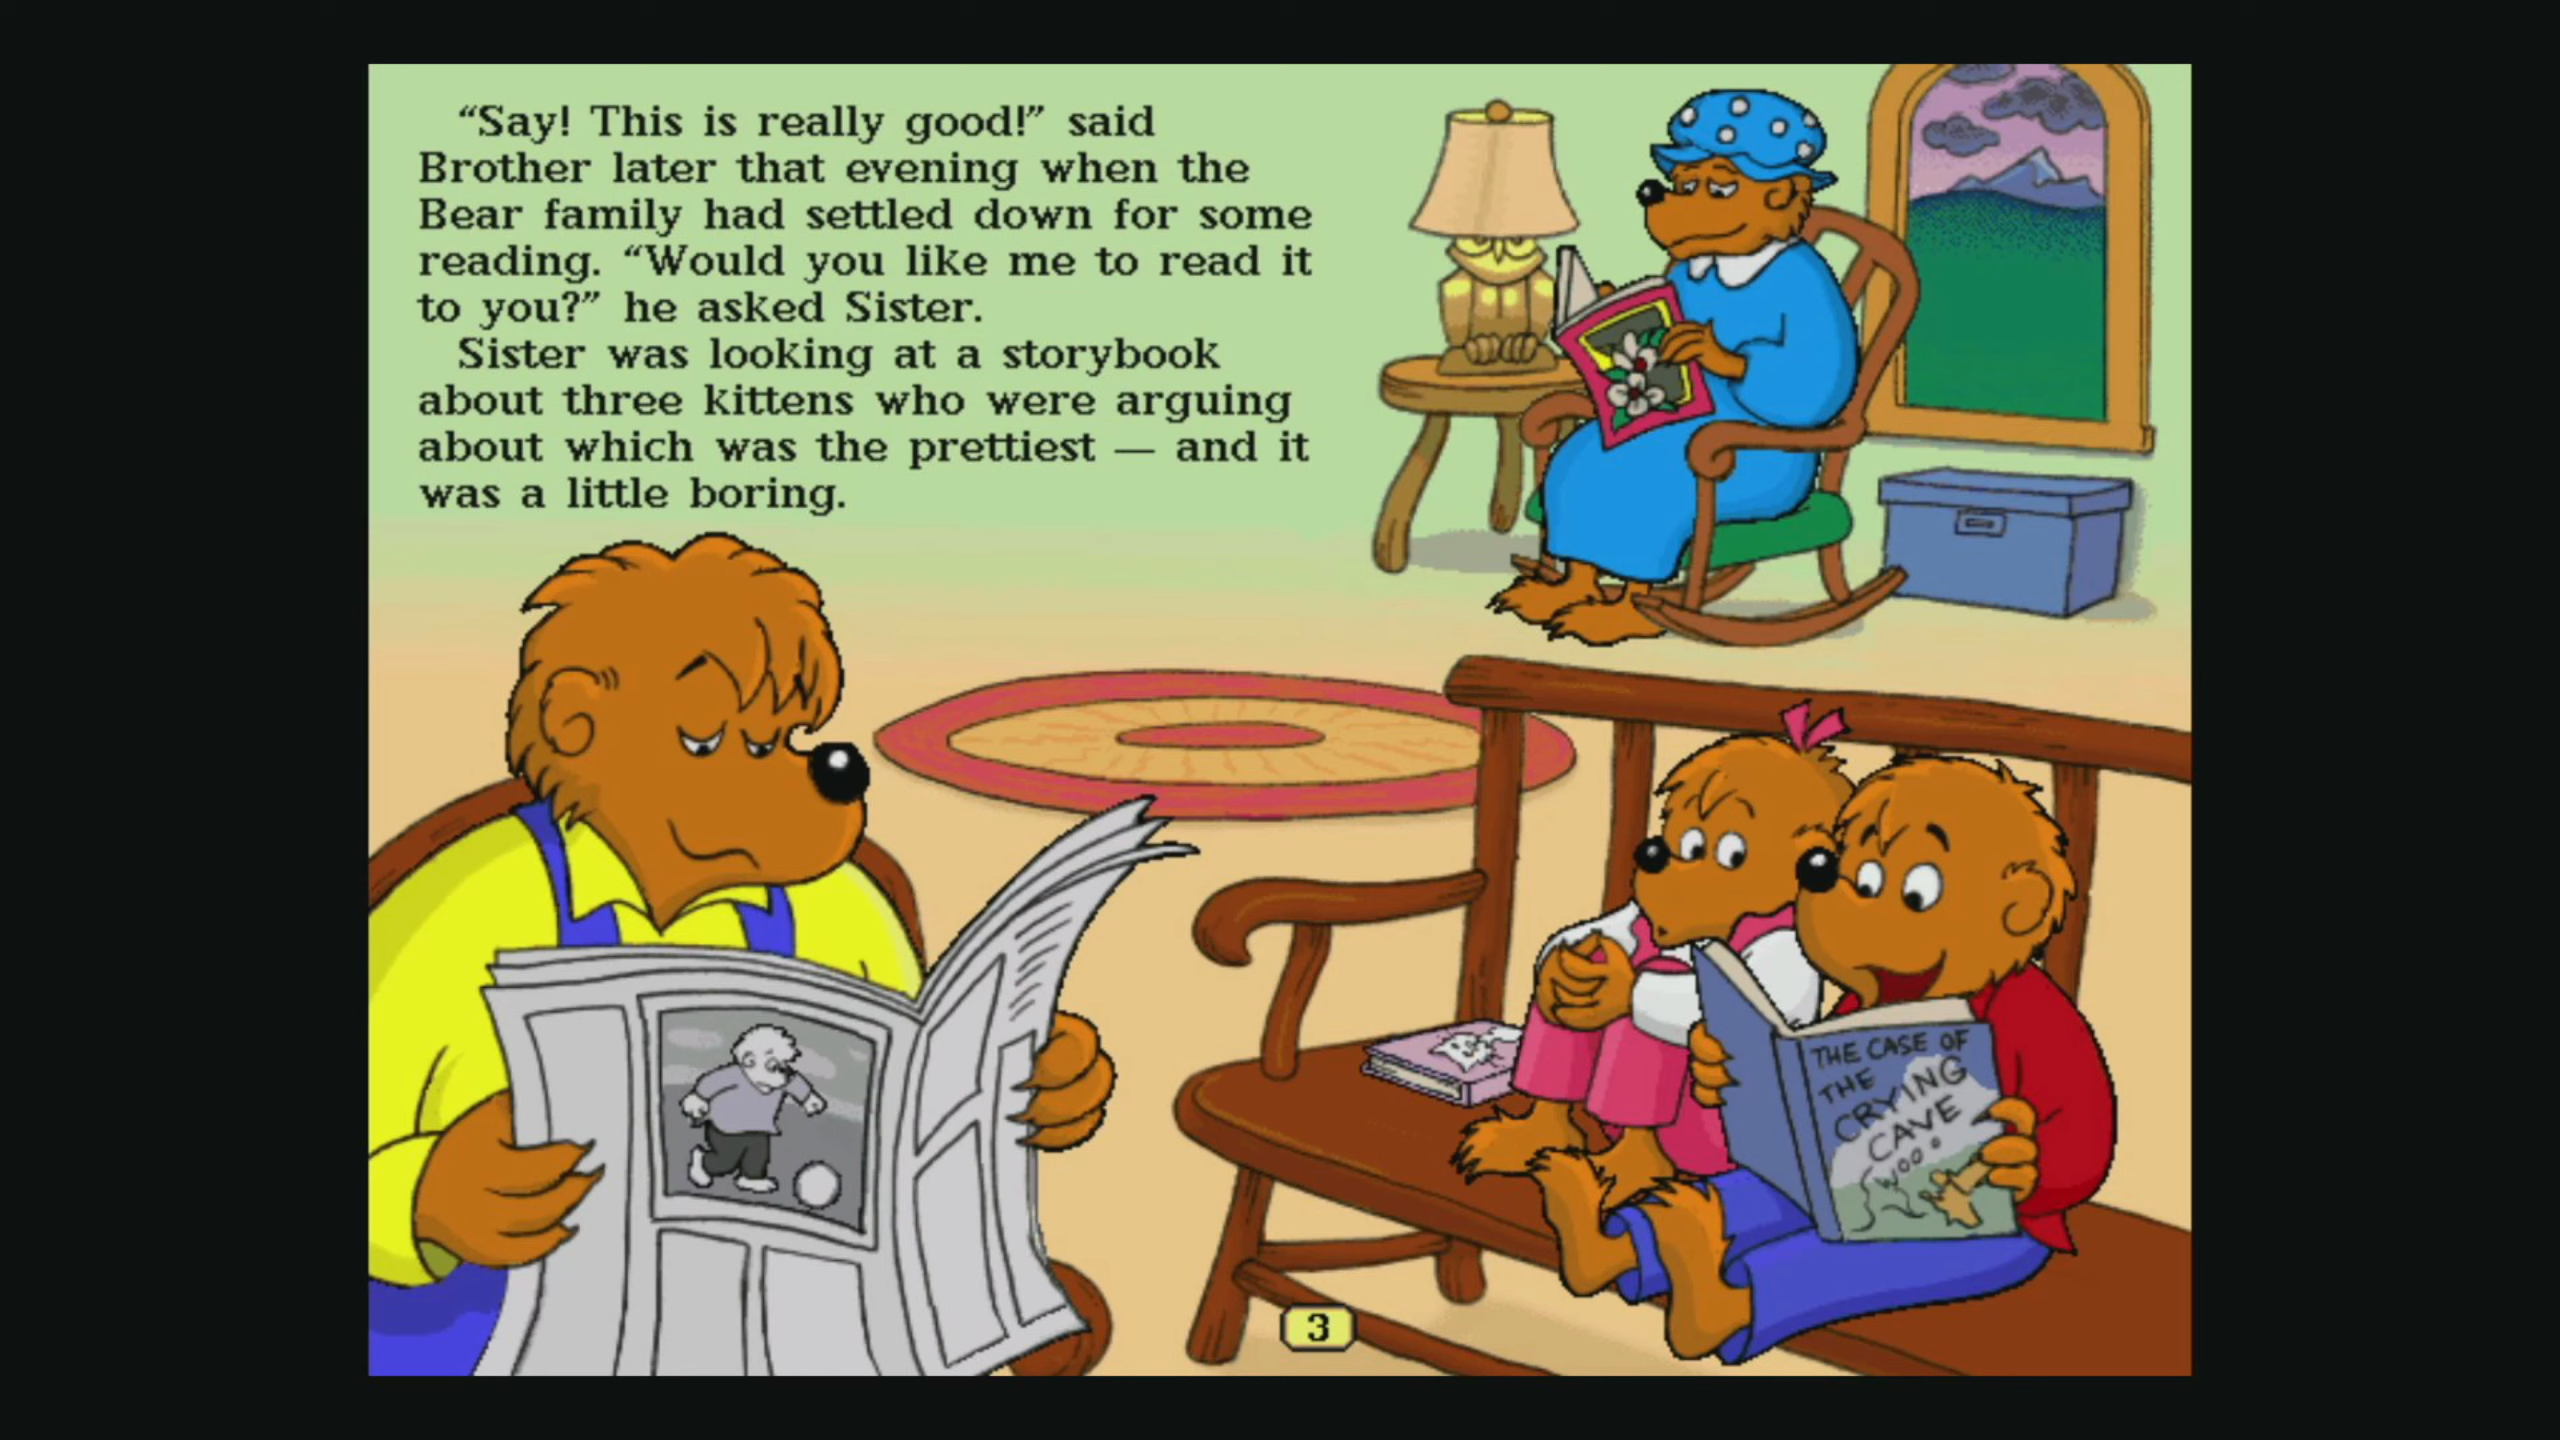 “Say! This is really good!” said
Brother later that evening when the
Bear family had settled down for some
reading. “Would you like me to read it
to you?” he asked Sister.
Sister was looking at a storybook
about three kittens who were arguing
about which was the prettiest — and it
was a little boring.
THE CASE OF
THE
CRYING
CAVE
WOO
3